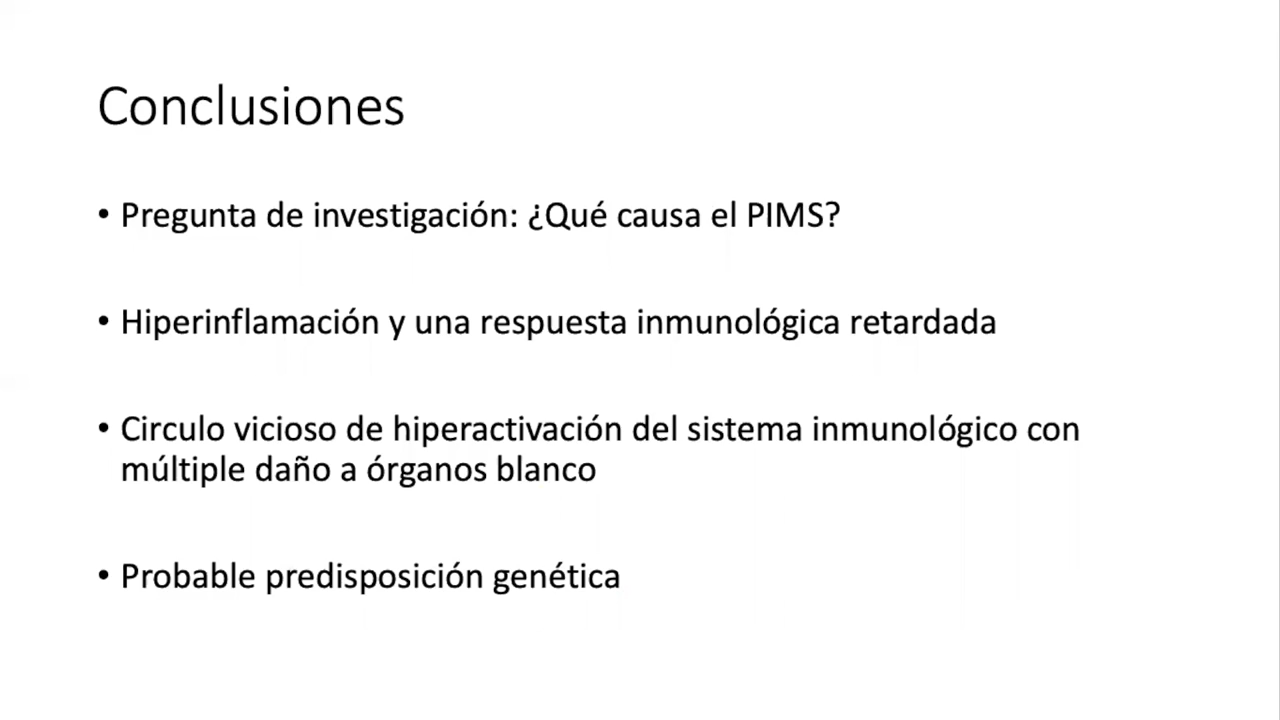 Conclusiones
• Pregunta de investigación: ¿Qué causa el PIMS?
• Hiperinflamación y una respuesta inmunológica retardada
• Circulo vicioso de hiperactivación del sistema inmunológico con
múltiple daño a órganos blanco
• Probable predisposición genética